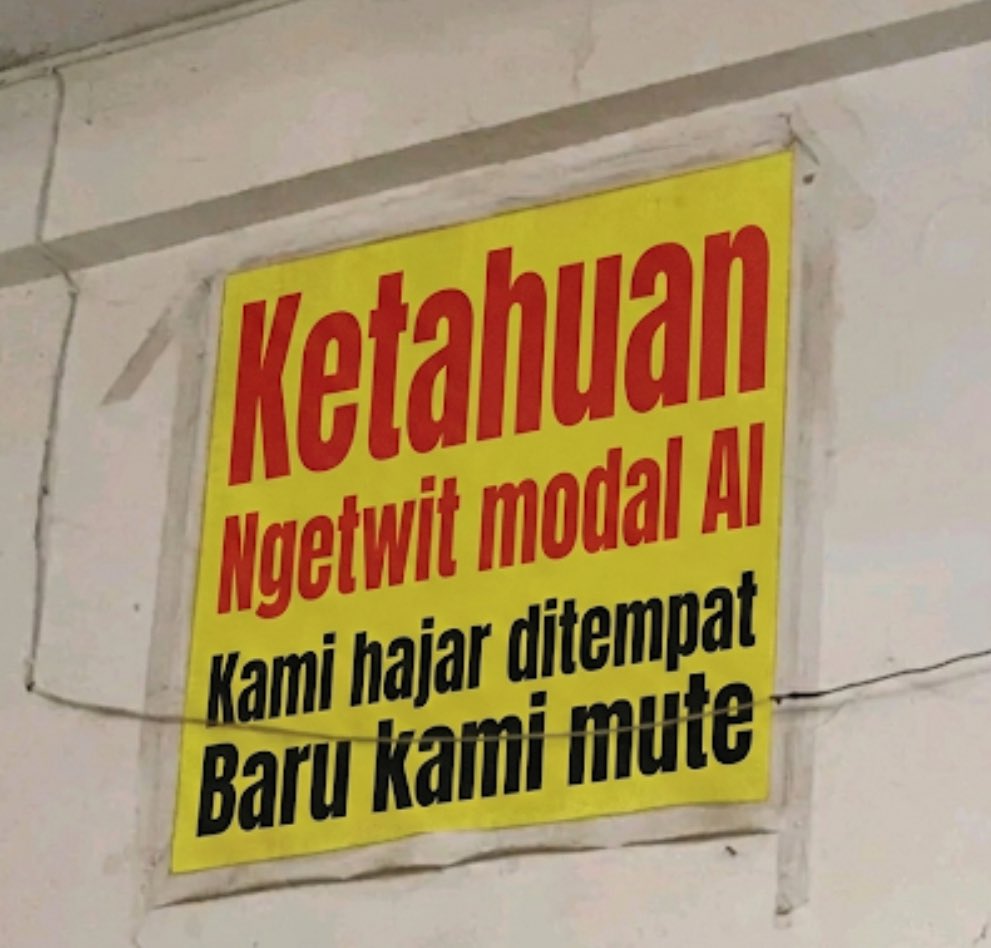 Ketahuan
Ngetwit modal AI
Kami hajar ditempat
Baru kami mute